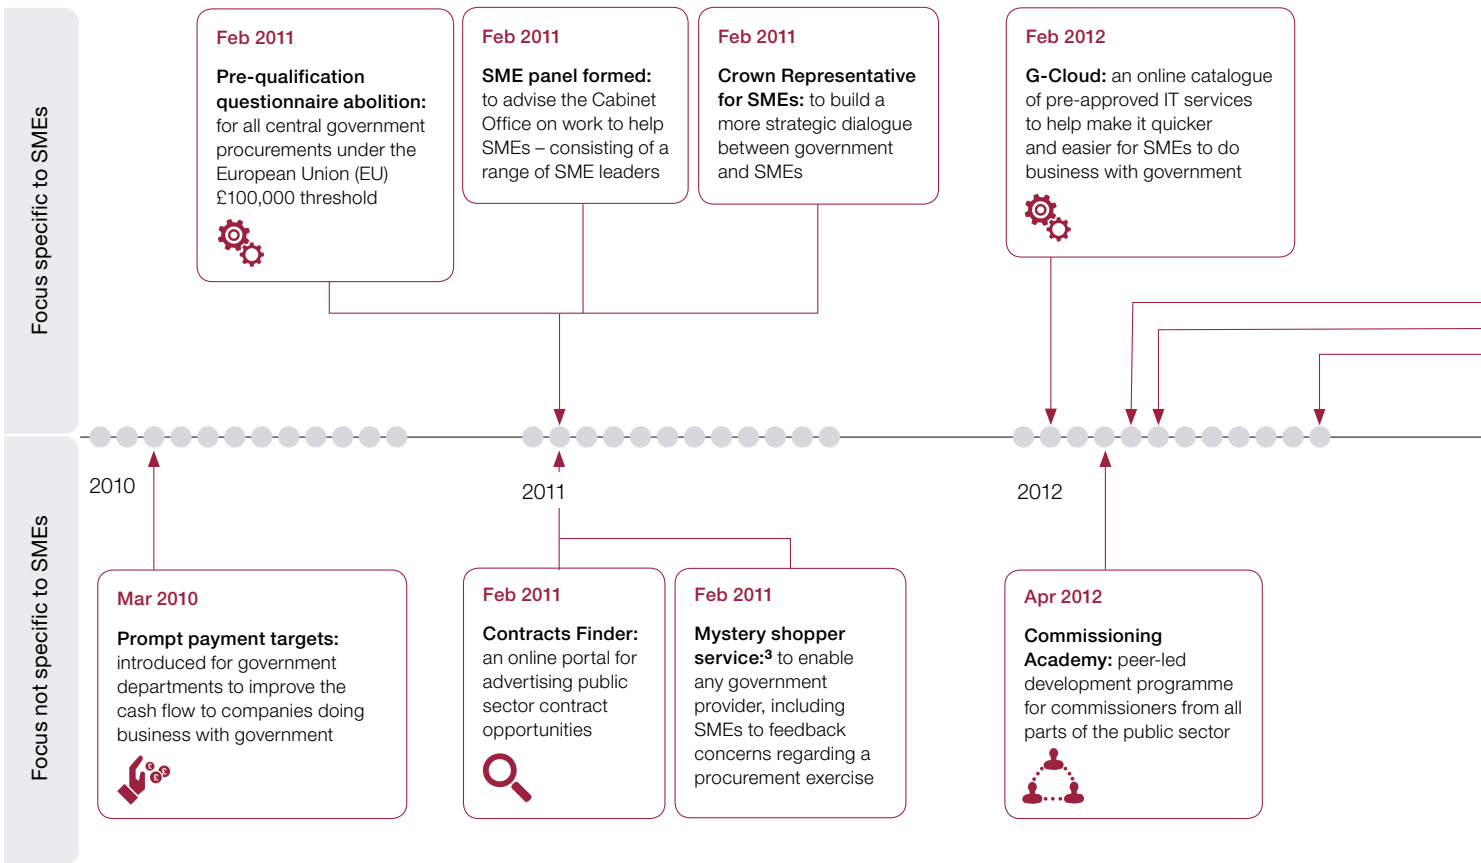 Focus specific to SMEs
Feb 2011
Pre-qualification
questionnaire abolition:
for all central government
procurements under the
European Union (EU)
£100,000 threshold
Feb 2011
SME panel formed:
to advise the Cabinet
Office on work to help
SMEs – consisting of a
range of SME leaders
Feb 2011
Crown Representative
for SMEs: to build a
more strategic dialogue
between government
and SMEs
Feb 2012
G-Cloud: an online catalogue
of pre-approved IT services
to help make it quicker
and easier for SMEs to do
business with government
2010
2011
2012
Focus not specific to SMEs
Mar 2010
Prompt payment targets:
introduced for government
departments to improve the
cash flow to companies doing
business with government
£
£
£
Feb 2011
Contracts Finder:
an online portal for
advertising public
sector contract
opportunities
Feb 2011
Mystery shopper
service:³ to enable
any government
provider, including
SMEs to feedback
concerns regarding a
procurement exercise
Apr 2012
Commissioning
Academy: peer-led
development programme
for commissioners from all
parts of the public sector